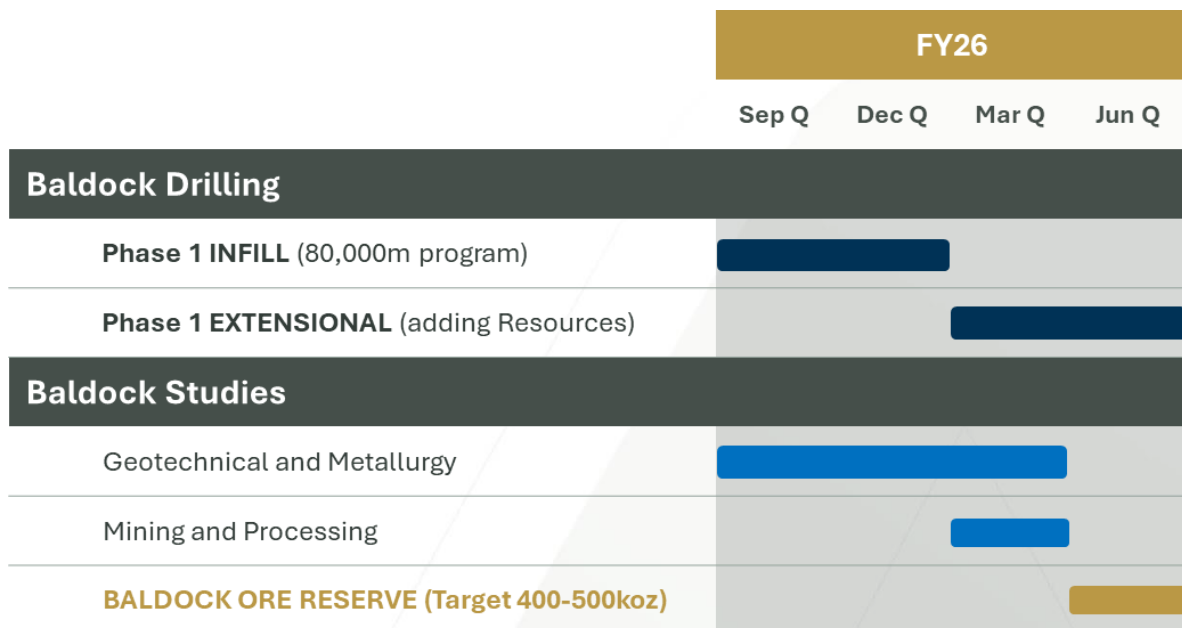 FY26
Sep Q Dec Q Mar Q Jun Q
Baldock Drilling
Phase 1 INFILL (80,000m program)
Phase 1 EXTENSIONAL (adding Resources)
Baldock Studies
Geotechnical and Metallurgy
Mining and Processing
BALDOCK ORE RESERVE (Target 400-500koz)